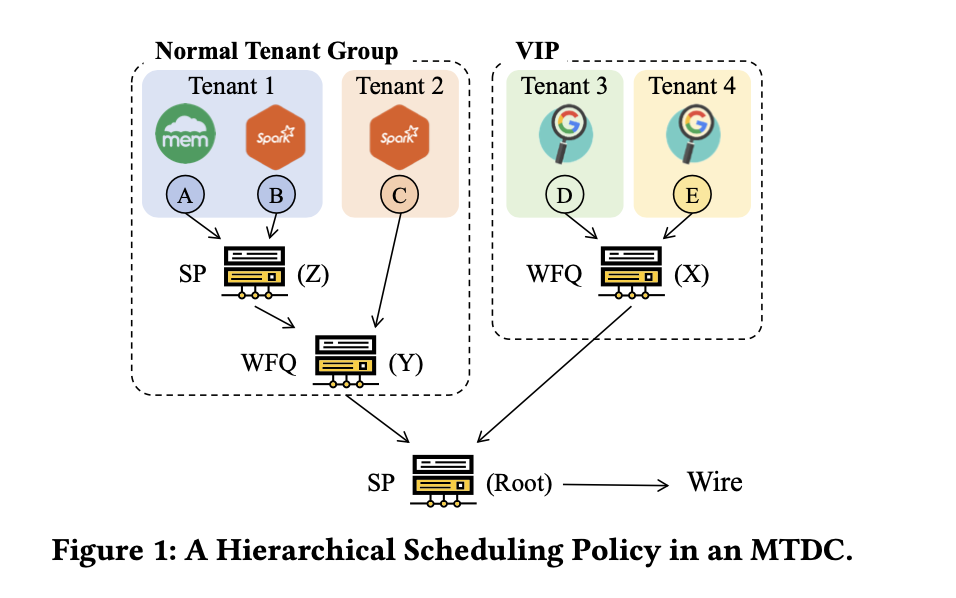 Normal Tenant Group
VIP
Tenant 1
Tenant 2
Tenant 3
Tenant 4
mem
Spark
Spark
G
G
A
B
C
D
E
SP
(Z)
WFQ
(X)
WFQ
(Y)
SP
(Root)
Wire
Figure 1: A Hierarchical Scheduling Policy in an MTDC.